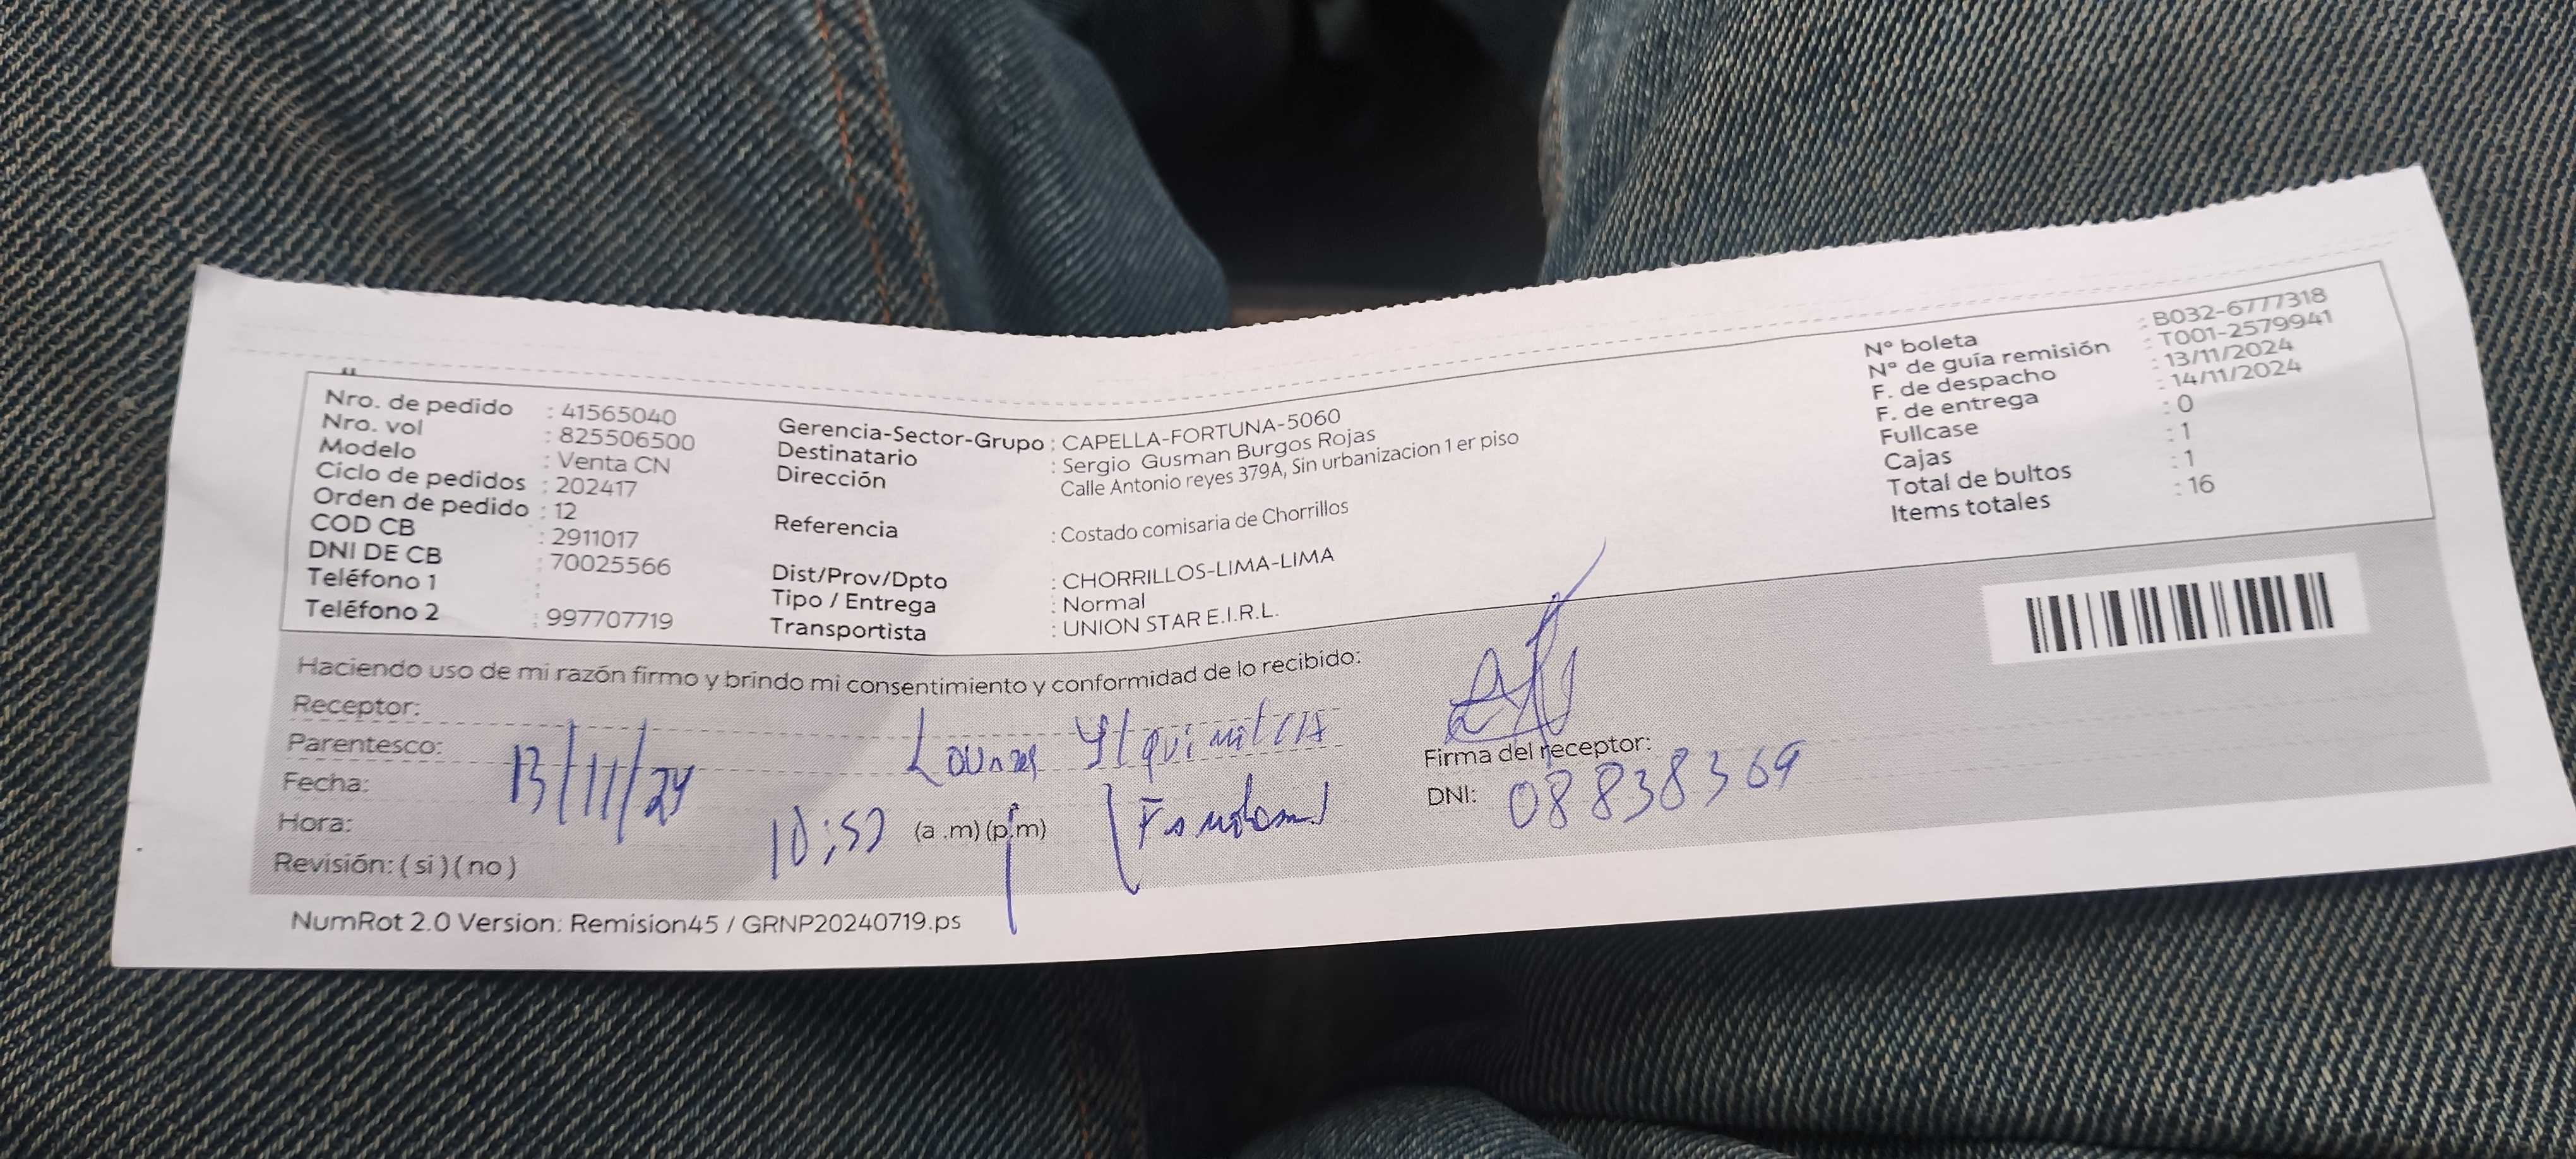 Nro. de pedido : 41565040
Nro. vol : 825506500
Modelo : Venta CN
Ciclo de pedidos : 202417
Orden de pedido : 12
COD CB : 2911017
DNI DE CB : 70025566
Teléfono 1 :
Teléfono 2 : 997707719
Gerencia-Sector-Grupo : CAPELLA-FORTUNA-5060
Destinatario : Sergio Gusman Burgos Rojas
Dirección Calle Antonio reyes 379A, Sin urbanizacion 1 er piso
Referencia : Costado comisaria de Chorrillos
Dist/Prov/Dpto : CHORRILLOS-LIMA-LIMA
Tipo / Entrega : Normal
Transportista : UNION STAR E.I.R.L.
N° boleta : B032-6777318
N° de guía remisión : T001-2579941
F. de despacho : 13/11/2024
F. de entrega : 14/11/2024
Fullcase : 0
Cajas : 1
Total de bultos : 1
Items totales : 16
Haciendo uso de mi razón firmo y brindo mi consentimiento y conformidad de lo recibido:
Receptor:
Parentesco:
Fecha: 13/11/24
Hora: 10:57 (a .m) (p.m)
Revisión: ( si ) ( no )
Firma del receptor:
DNI: 08838369
NumRot 2.0 Version: Remision45 / GRNP20240719.ps